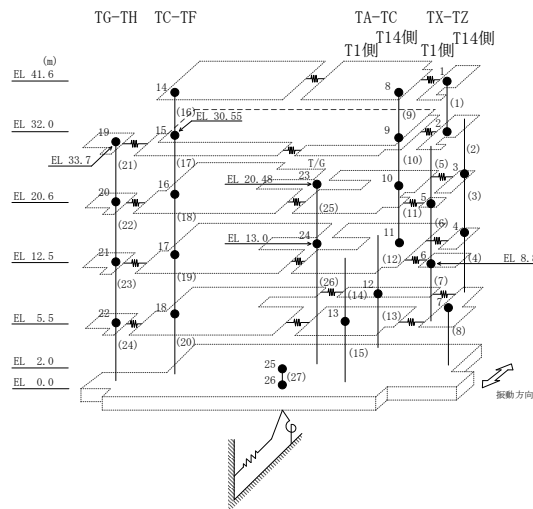 TG-TH TC-TF TA-TC TX-TZ
T1側 T14側 T1側 T14側
(m)
EL 41.6
14 8 1
(16) (9) (1)
EL 30.55
EL 32.0
19 15 9 2
(2)
EL 33.7
(21) (17) (10)
T/G
EL 20.48 23
(5) 3
EL 20.6
20 16 10 (3)
(22) (18) (25) (11) 5
EL 13.0 24 11 (6) 4
EL 12.5
21 17 (12) 6 (4) EL 8.8
(23) (19) (26) (14) 12 (7)
EL 5.5
22 18 13 (13) 7
(24) (20) (15) (8)
EL 2.0
25
EL 0.0
26 (27)
振動方向